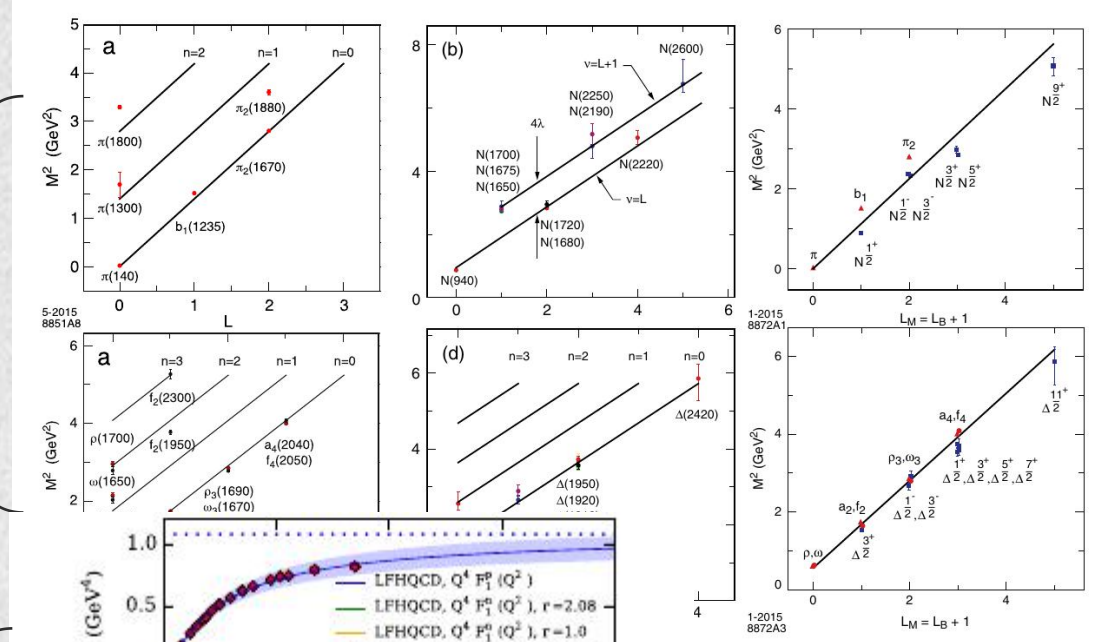 a
n=2
n=1
n=0
5
4
3
2
1
0
M² (GeV²)
π₂(1880)
π(1800)
π₂(1670)
π(1300)
b₁(1235)
π(140)
0
1
2
3
L
5-2015
8851A8
(b)
8
4
0
N(2600)
ν=L+1
N(2250)
N(2190)
4λ
N(1700)
N(1675)
N(1650)
N(2220)
ν=L
N(1720)
N(1680)
N(940)
0
2
4
6
6
4
2
0
M² (GeV²)
N 9/2⁺
π₂
N 3/2⁺ N 5/2⁺
b₁
N 1/2⁻ N 3/2⁻
π
N 1/2⁺
0
2
4
L_M = L_B + 1
1-2015
8872A1
a
n=3
n=2
n=1
n=0
6
4
2
M² (GeV²)
f₂(2300)
ρ(1700)
f₂(1950)
a₄(2040)
f₄(2050)
ω(1650)
ρ₃(1690)
ω₃(1670)
(d)
n=3
n=2
n=1
n=0
Δ(2420)
Δ(1950)
Δ(1920)
4
6
4
2
0
M² (GeV²)
Δ 11/2⁺
a₄,f₄
ρ₃,ω₃
Δ 1/2⁺,Δ 3/2⁺,Δ 5/2⁺,Δ 7/2⁺
Δ 1/2⁻,Δ 3/2⁻
a₂,f₂
Δ 3/2⁺
ρ,ω
0
2
4
L_M = L_B + 1
1-2015
8872A3
1.0
0.5
(GeV⁴)
LFHQCD, Q⁴ F₁ᵖ (Q²)
LFHQCD, Q⁴ F₁ⁿ (Q²), r=2.08
LFHQCD, Q⁴ F₁ⁿ (Q²), r=1.0